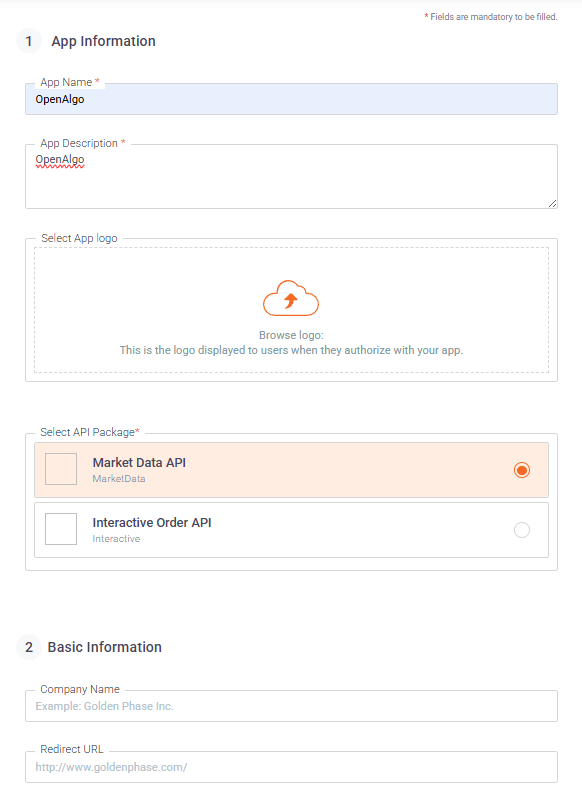 * Fields are mandatory to be filled.
1 App Information
App Name *
OpenAlgo
App Description *
OpenAlgo
Select App logo
Browse logo:
This is the logo displayed to users when they authorize with your app.
Select API Package*
Market Data API
MarketData
Interactive Order API
Interactive
2 Basic Information
Company Name
Example: Golden Phase Inc.
Redirect URL
http://www.goldenphase.com/